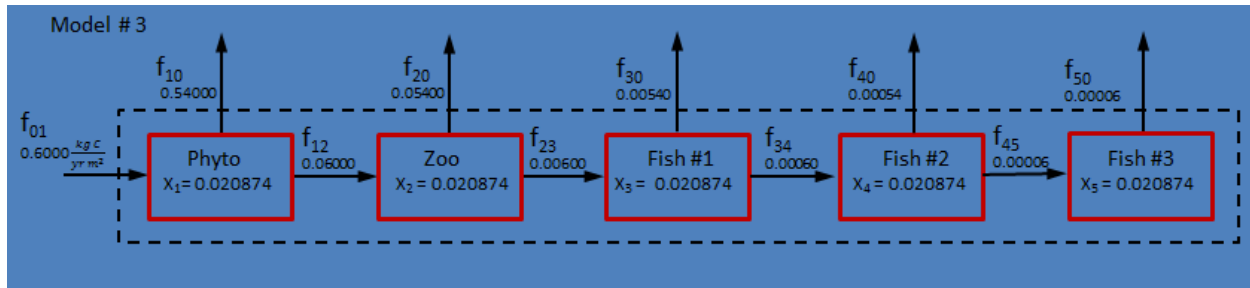 Model # 3
f10
0.54000
f20
0.05400
f30
0.00540
f40
0.00054
f50
0.00006
f01
0.6000 kg C / yr m²
Phyto
X1= 0.020874
f12
0.06000
Zoo
X2 = 0.020874
f23
0.00600
Fish #1
X3 = 0.020874
f34
0.00060
Fish #2
X4 = 0.020874
f45
0.00006
Fish #3
X5 = 0.020874